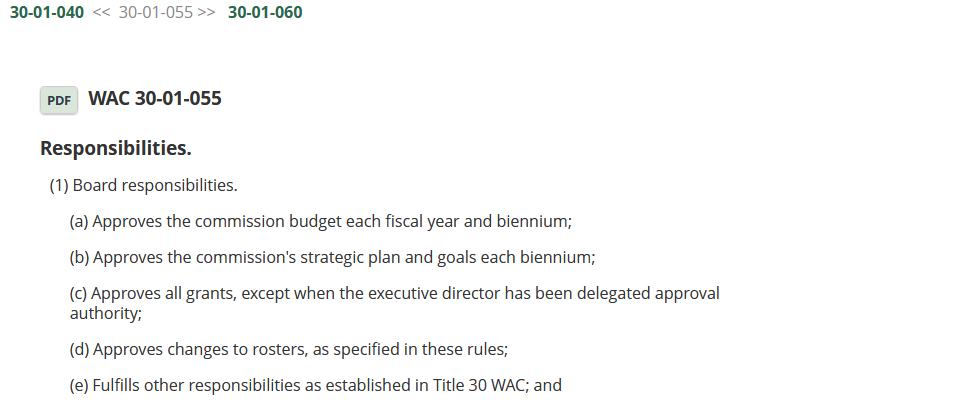 30-01-040 << 30-01-055 >> 30-01-060
PDF WAC 30-01-055
Responsibilities.
(1) Board responsibilities.
(a) Approves the commission budget each fiscal year and biennium;
(b) Approves the commission's strategic plan and goals each biennium;
(c) Approves all grants, except when the executive director has been delegated approval
authority;
(d) Approves changes to rosters, as specified in these rules;
(e) Fulfills other responsibilities as established in Title 30 WAC; and